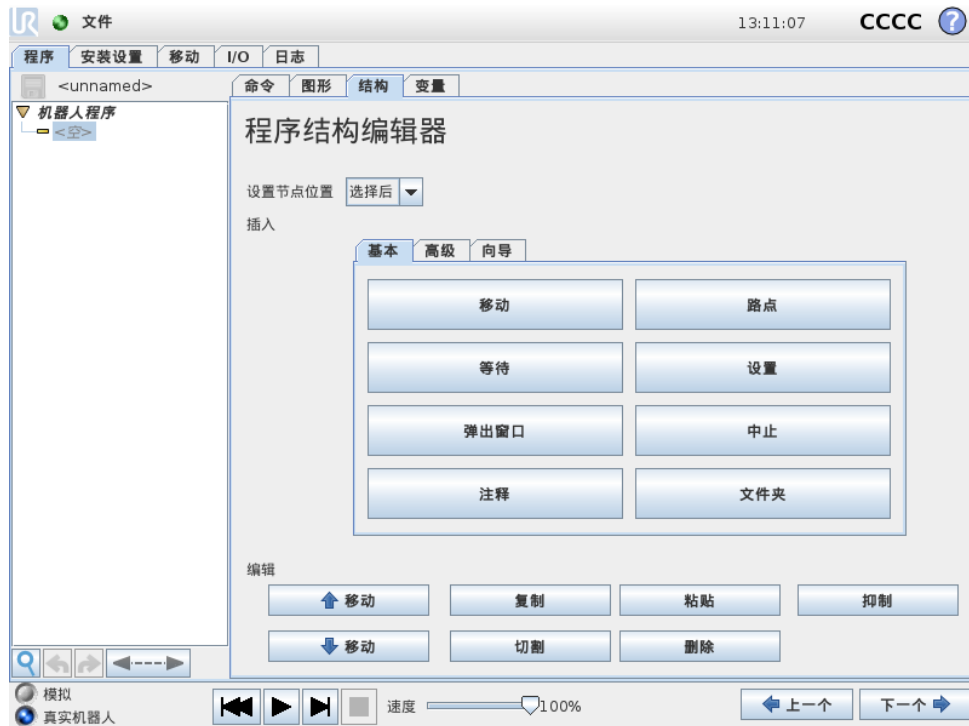 UR 文件 13:11:07 CCCC ?
程序 安装设置 移动 I/O 日志
<unnamed> 命令 图形 结构 变量
机器人程序
<空>
程序结构编辑器
设置节点位置 选择后
插入
基本 高级 向导
移动 路点
等待 设置
弹出窗口 中止
注释 文件夹
编辑
移动 复制 粘贴 抑制
移动 切割 删除
模拟
真实机器人
速度 100% 上一个 下一个